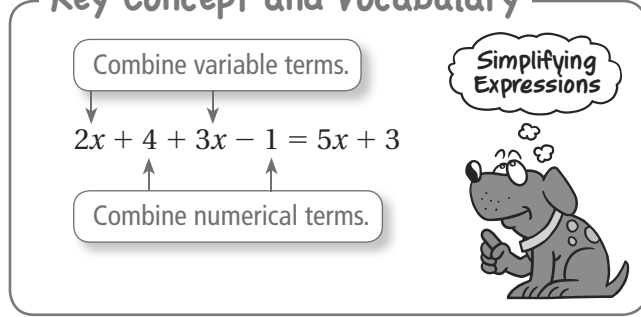 Key Concept and Vocabulary
Combine variable terms.
Simplifying
Expressions
2x + 4 + 3x − 1 = 5x + 3
Combine numerical terms.